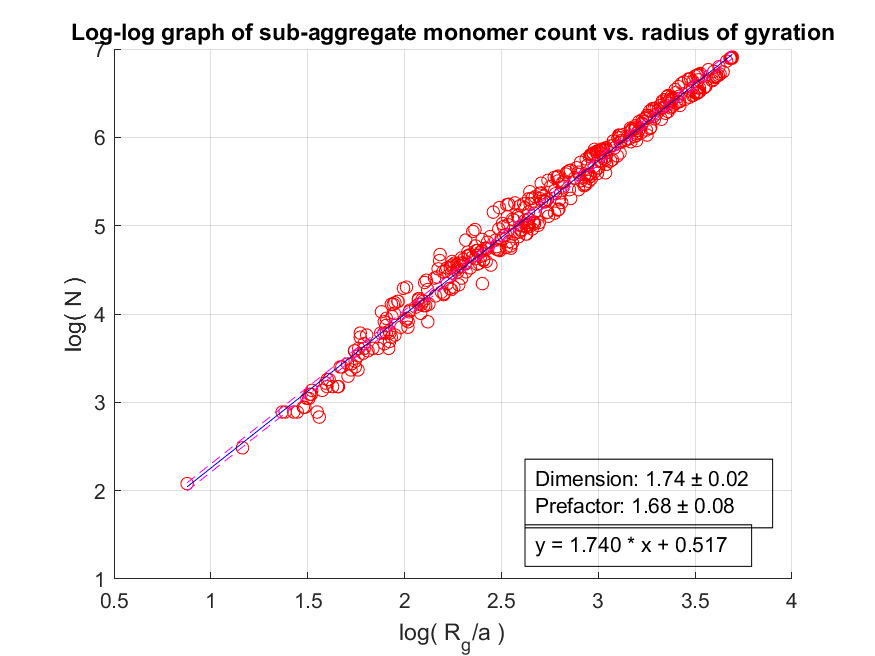 Log-log graph of sub-aggregate monomer count vs. radius of gyration
7
6
5
4
3
2
1
log( N )
Dimension: 1.74 ± 0.02
Prefactor: 1.68 ± 0.08
y = 1.740 * x + 0.517
0.5 1 1.5 2 2.5 3 3.5 4
log( R_g/a )